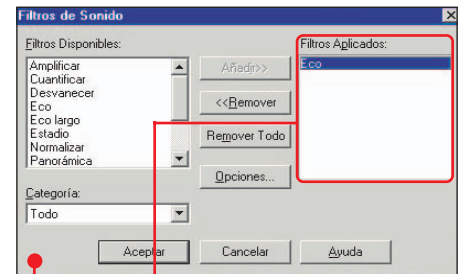 Filtros de Sonido
Filtros Disponibles:
Filtros Aplicados:
Amplificar
Cuantificar
Desvanecer
Eco
Eco largo
Estadio
Normalizar
Panorámica
Añadir>>
<<Remover
Remover Todo
Opciones...
Eco
Categoría:
Todo
Aceptar
Cancelar
Ayuda